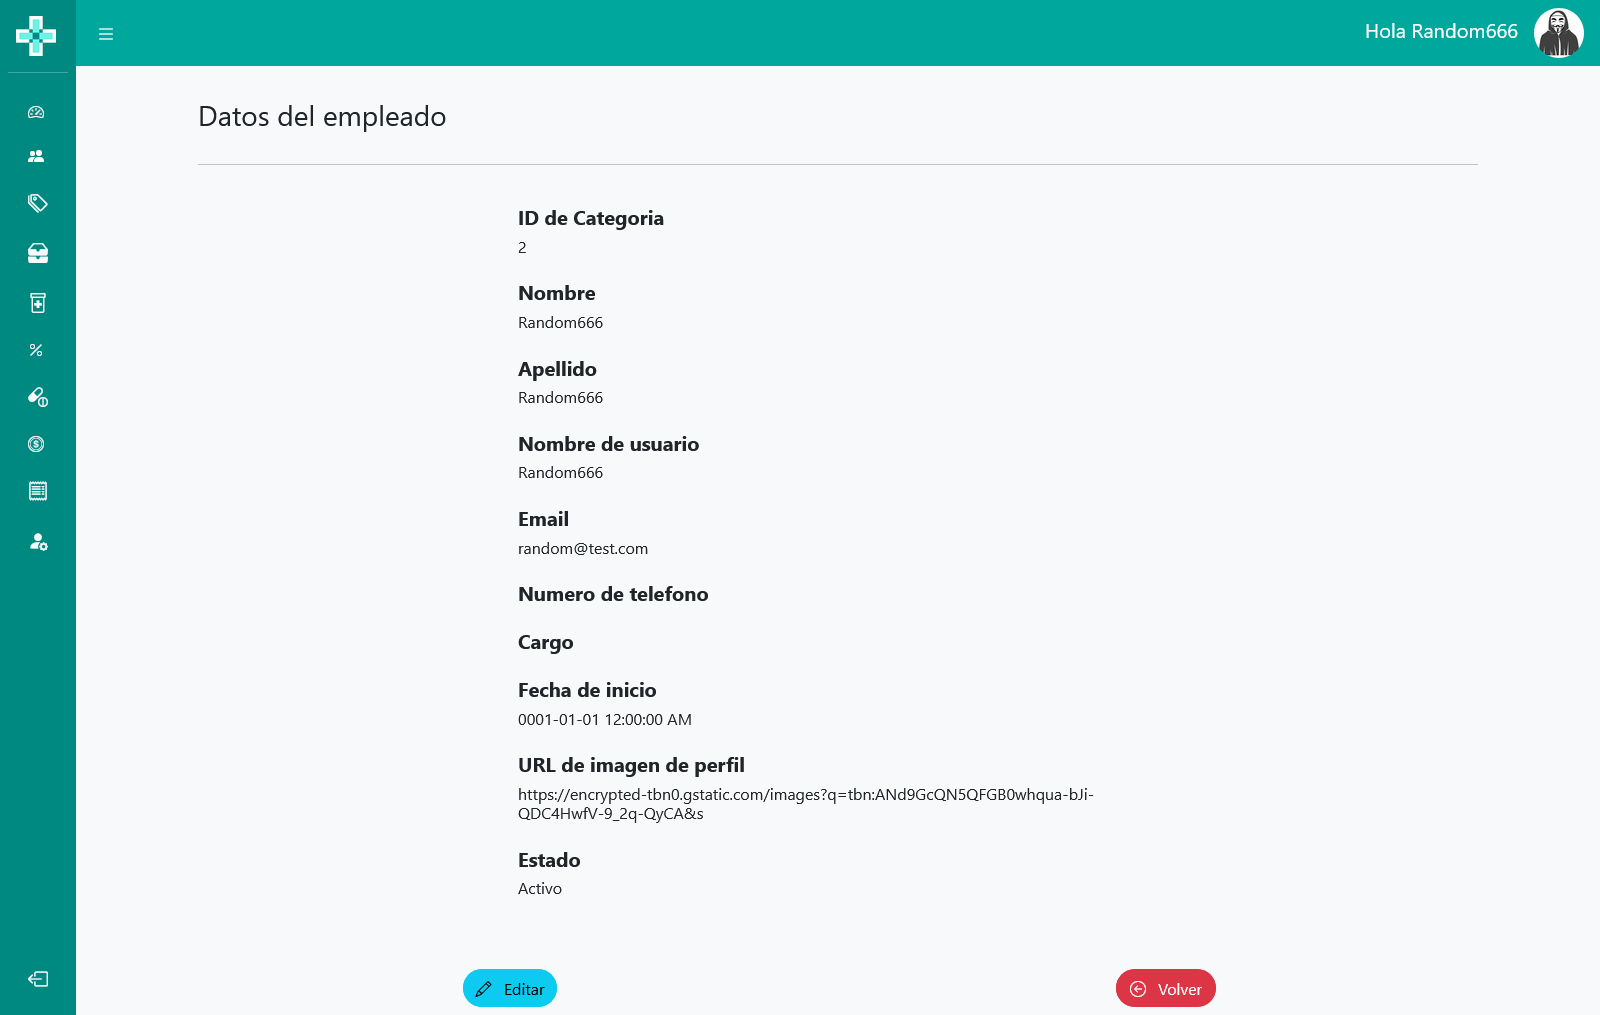 Hola Random666
Datos del empleado
ID de Categoria
2
Nombre
Random666
Apellido
Random666
Nombre de usuario
Random666
Email
random@test.com
Numero de telefono
Cargo
Fecha de inicio
0001-01-01 12:00:00 AM
URL de imagen de perfil
https://encrypted-tbn0.gstatic.com/images?q=tbn:ANd9GcQN5QFGB0whqua-bJi-
QDC4HwfV-9_2q-QyCA&s
Estado
Activo
Editar
Volver